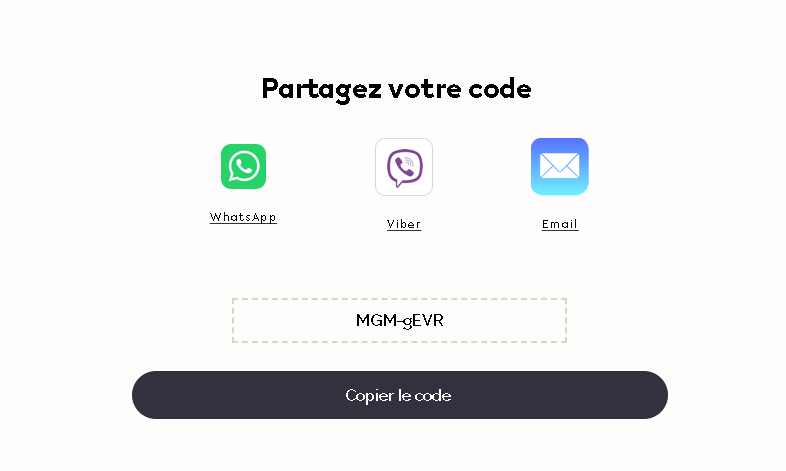 Partagez votre code
WhatsApp
Viber
Email
MGM-gEVR
Copier le code